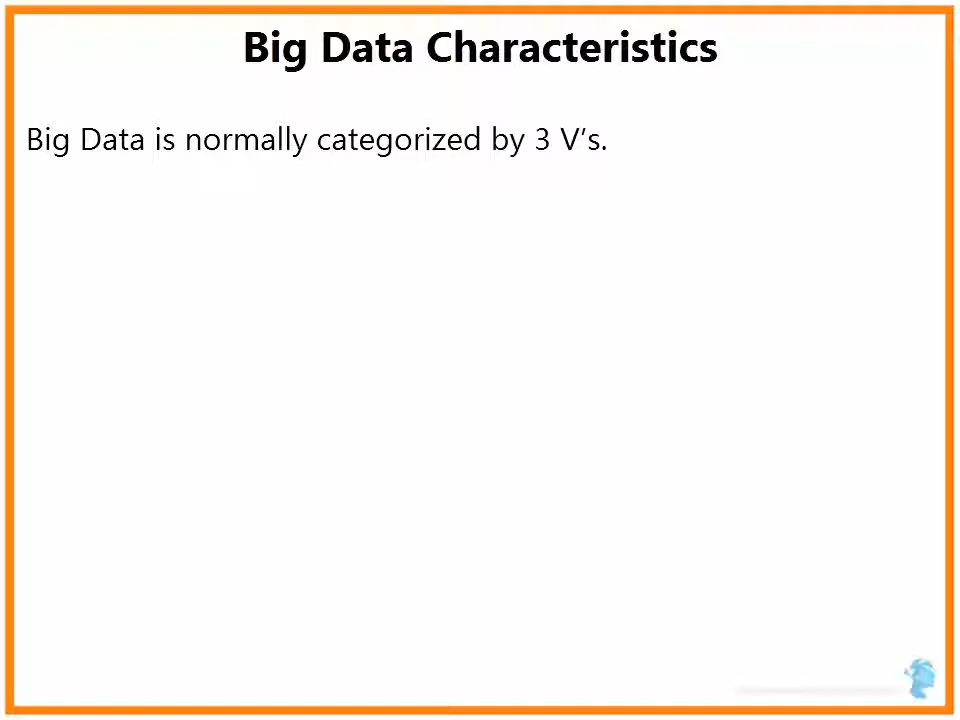 Big Data Characteristics
Big Data is normally categorized by 3 V’s.